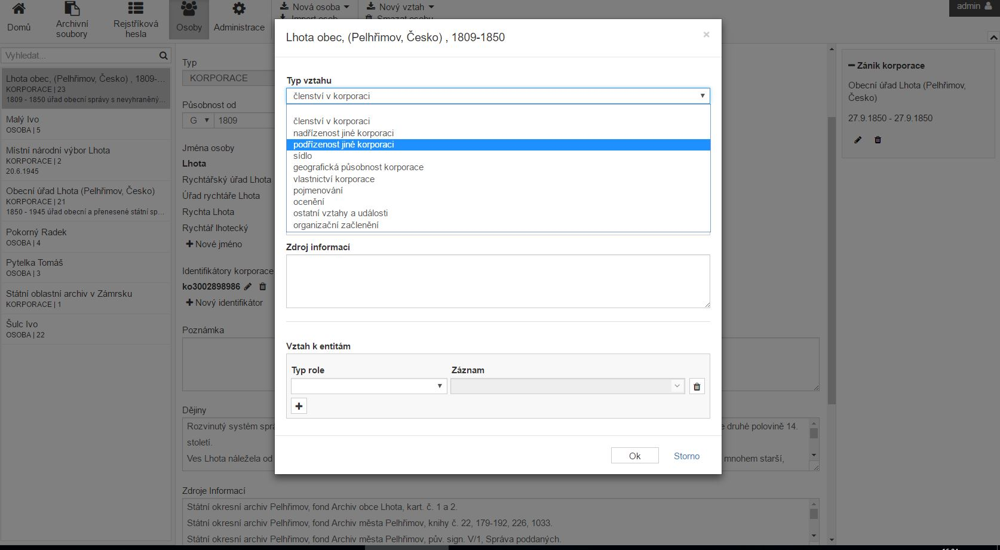 Domů
Archivní
soubory
Rejstříková
hesla
Osoby
Administrace
Nová osoba
Import osob
Nový vztah
Smazat osobu
admin
Vyhledat...
Lhota obec, (Pelhřimov, Česko) , 1809-...
KORPORACE | 23
1809 - 1850 úřad obecní správy s nevyhraněný...
Malý Ivo
OSOBA | 5
Místní národní výbor Lhota
KORPORACE | 2
20.6.1945
Obecní úřad Lhota (Pelhřimov, Česko)
KORPORACE | 21
1850 - 1945 úřad obecní a přenesené státní sp...
Pokorný Radek
OSOBA | 4
Pytelka Tomáš
OSOBA | 3
Státní oblastní archiv v Zámrsku
KORPORACE | 1
Šulc Ivo
OSOBA | 22
Typ
KORPORACE
Působnost od
G 1809
Jména osoby
Lhota
Rychtářský úřad Lhota
Úřad rychtáře Lhota
Rychta Lhota
Rychtář lhotecký
Nové jméno
Identifikátory korporace
ko3002898986
Nový identifikátor
Poznámka
Dějiny
Rozvinutý systém sprá
e druhé polovině 14.
století.
Ves Lhota náležela od
mnohem starší,
Zdroje Informací
Státní okresní archiv Pelhřimov, fond Archiv obce Lhota, kart. č. 1 a 2.
Státní okresní archiv Pelhřimov, fond Archiv města Pelhřimov, knihy č. 22, 179-192, 226, 1033.
Státní okresní archiv Pelhřimov, fond Archiv města Pelhřimov, pův. sign. V/1, Správa poddaných.
Lhota obec, (Pelhřimov, Česko) , 1809-1850
×
Typ vztahu
členství v korporaci
členství v korporaci
nadřízenost jiné korporaci
podřízenost jiné korporaci
sídlo
geografická působnost korporace
vlastnictví korporace
pojmenování
ocenění
ostatní vztahy a události
organizační začlenění
Zdroj informací
Vztah k entitám
Typ role Záznam
Ok Storno
Zánik korporace
Obecní úřad Lhota (Pelhřimov,
Česko)
27.9.1850 - 27.9.1850